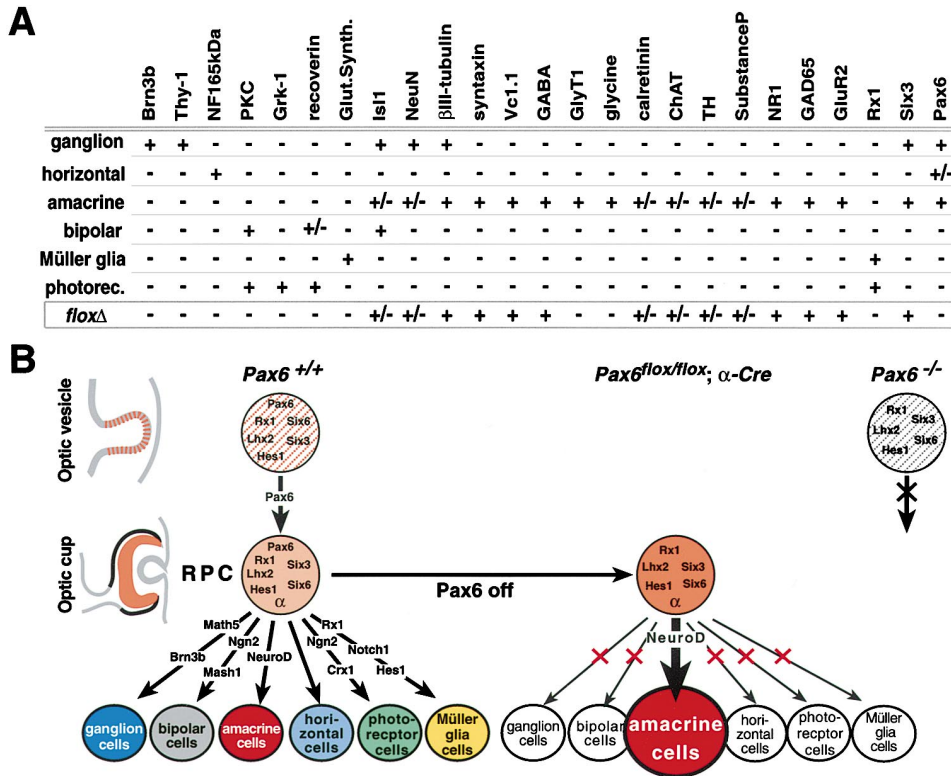 A
Brn3b Thy-1 NF165kDa PKC Grk-1 recoverin Glut.Synth. Isl1 NeuN βIII-tubulin syntaxin Vc1.1 GABA GlyT1 glycine calretinin ChAT TH SubstanceP NR1 GAD65 GluR2 Rx1 SIx3 Pax6
ganglion + + - - - - - + + + - - - - - - - - - - - - - + +
horizontal - - + - - - - - - - - - - - - - - - - - - - - - +/-
amacrine - - - - - - - +/- +/- + + + + + + +/- +/- +/- +/- + + + - + +
bipolar - - - + - +/- - + - - - - - - - - - - - - - - - - -
Müller glia - - - - - - + - - - - - - - - - - - - - - - + - -
photorec. - - - + + + - - - - - - - - - - - - - - - - + - -
floxΔ - - - - - - - +/- +/- + + + + - - +/- +/- +/- +/- + + + - + -
B
Pax6 +/+
Pax6flox/flox; α-Cre
Pax6 -/-
Optic vesicle
Pax6
Rx1 Six6
Lhx2 Six3
Hes1
Rx1
Six3
Lhx2
Six6
Hes1
Pax6
Optic cup
RPC
Pax6
Rx1
Six3
Lhx2
Hes1 Six6
α
Pax6 off
Rx1
Lhx2 Six3
Hes1 Six6
α
Math5
Ngn2
Brn3b
Mash1
NeuroD
Rx1
Ngn2
Notch1
Crx1
Hes1
NeuroD
ganglion
cells
bipolar
cells
amacrine
cells
hori-
zontal
cells
photo-
recptor
cells
Müller
glia
cells
ganglion
cells
bipolar
cells
amacrine
cells
hori-
zontal
cells
photo-
recptor
cells
Müller
glia
cells